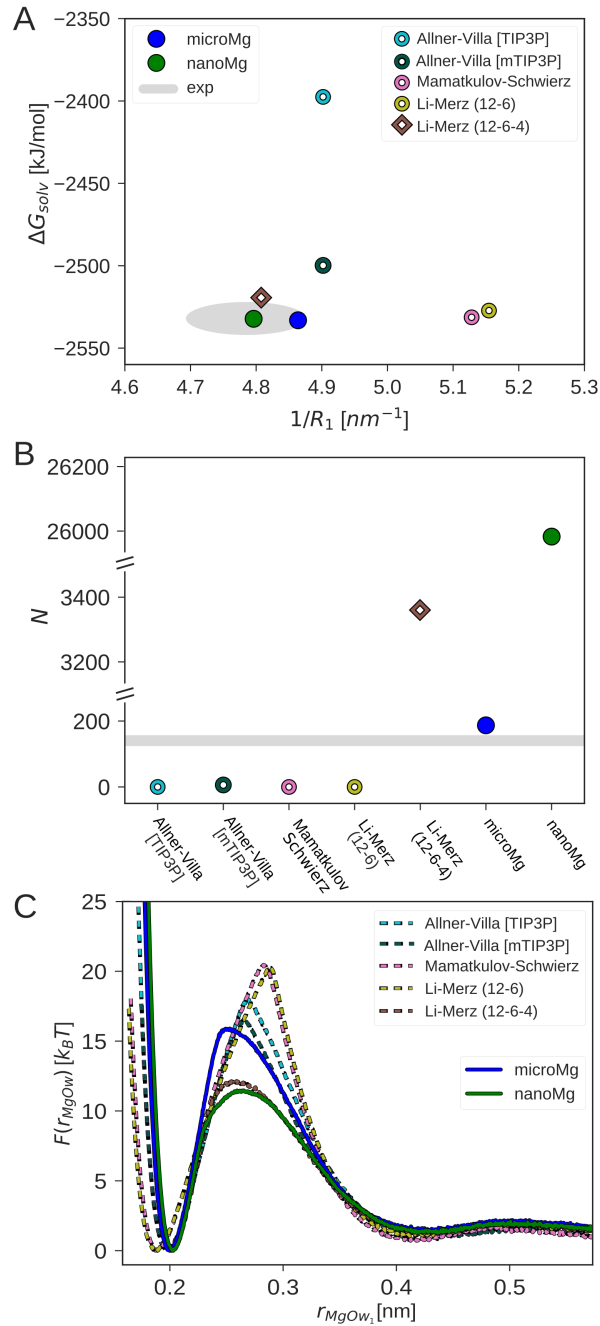 A
−2350
−2400
−2450
−2500
−2550
ΔG_solv [kJ/mol]
microMg
nanoMg
exp
Allner-Villa [TIP3P]
Allner-Villa [mTIP3P]
Mamatkulov-Schwierz
Li-Merz (12-6)
Li-Merz (12-6-4)
4.6 4.7 4.8 4.9 5.0 5.1 5.2 5.3
1/R₁ [nm⁻¹]
B
26200
26000
3400
3200
200
0
N
Allner-Villa
[TIP3P]
Allner-Villa
[mTIP3P]
Mamatkulov
Schwierz
Li-Merz
(12-6)
Li-Merz
(12-6-4)
microMg
nanoMg
C
25
20
15
10
5
0
F(r_MgOw) [k_BT]
Allner-Villa [TIP3P]
Allner-Villa [mTIP3P]
Mamatkulov-Schwierz
Li-Merz (12-6)
Li-Merz (12-6-4)
microMg
nanoMg
0.2 0.3 0.4 0.5
r_MgOw₁[nm]